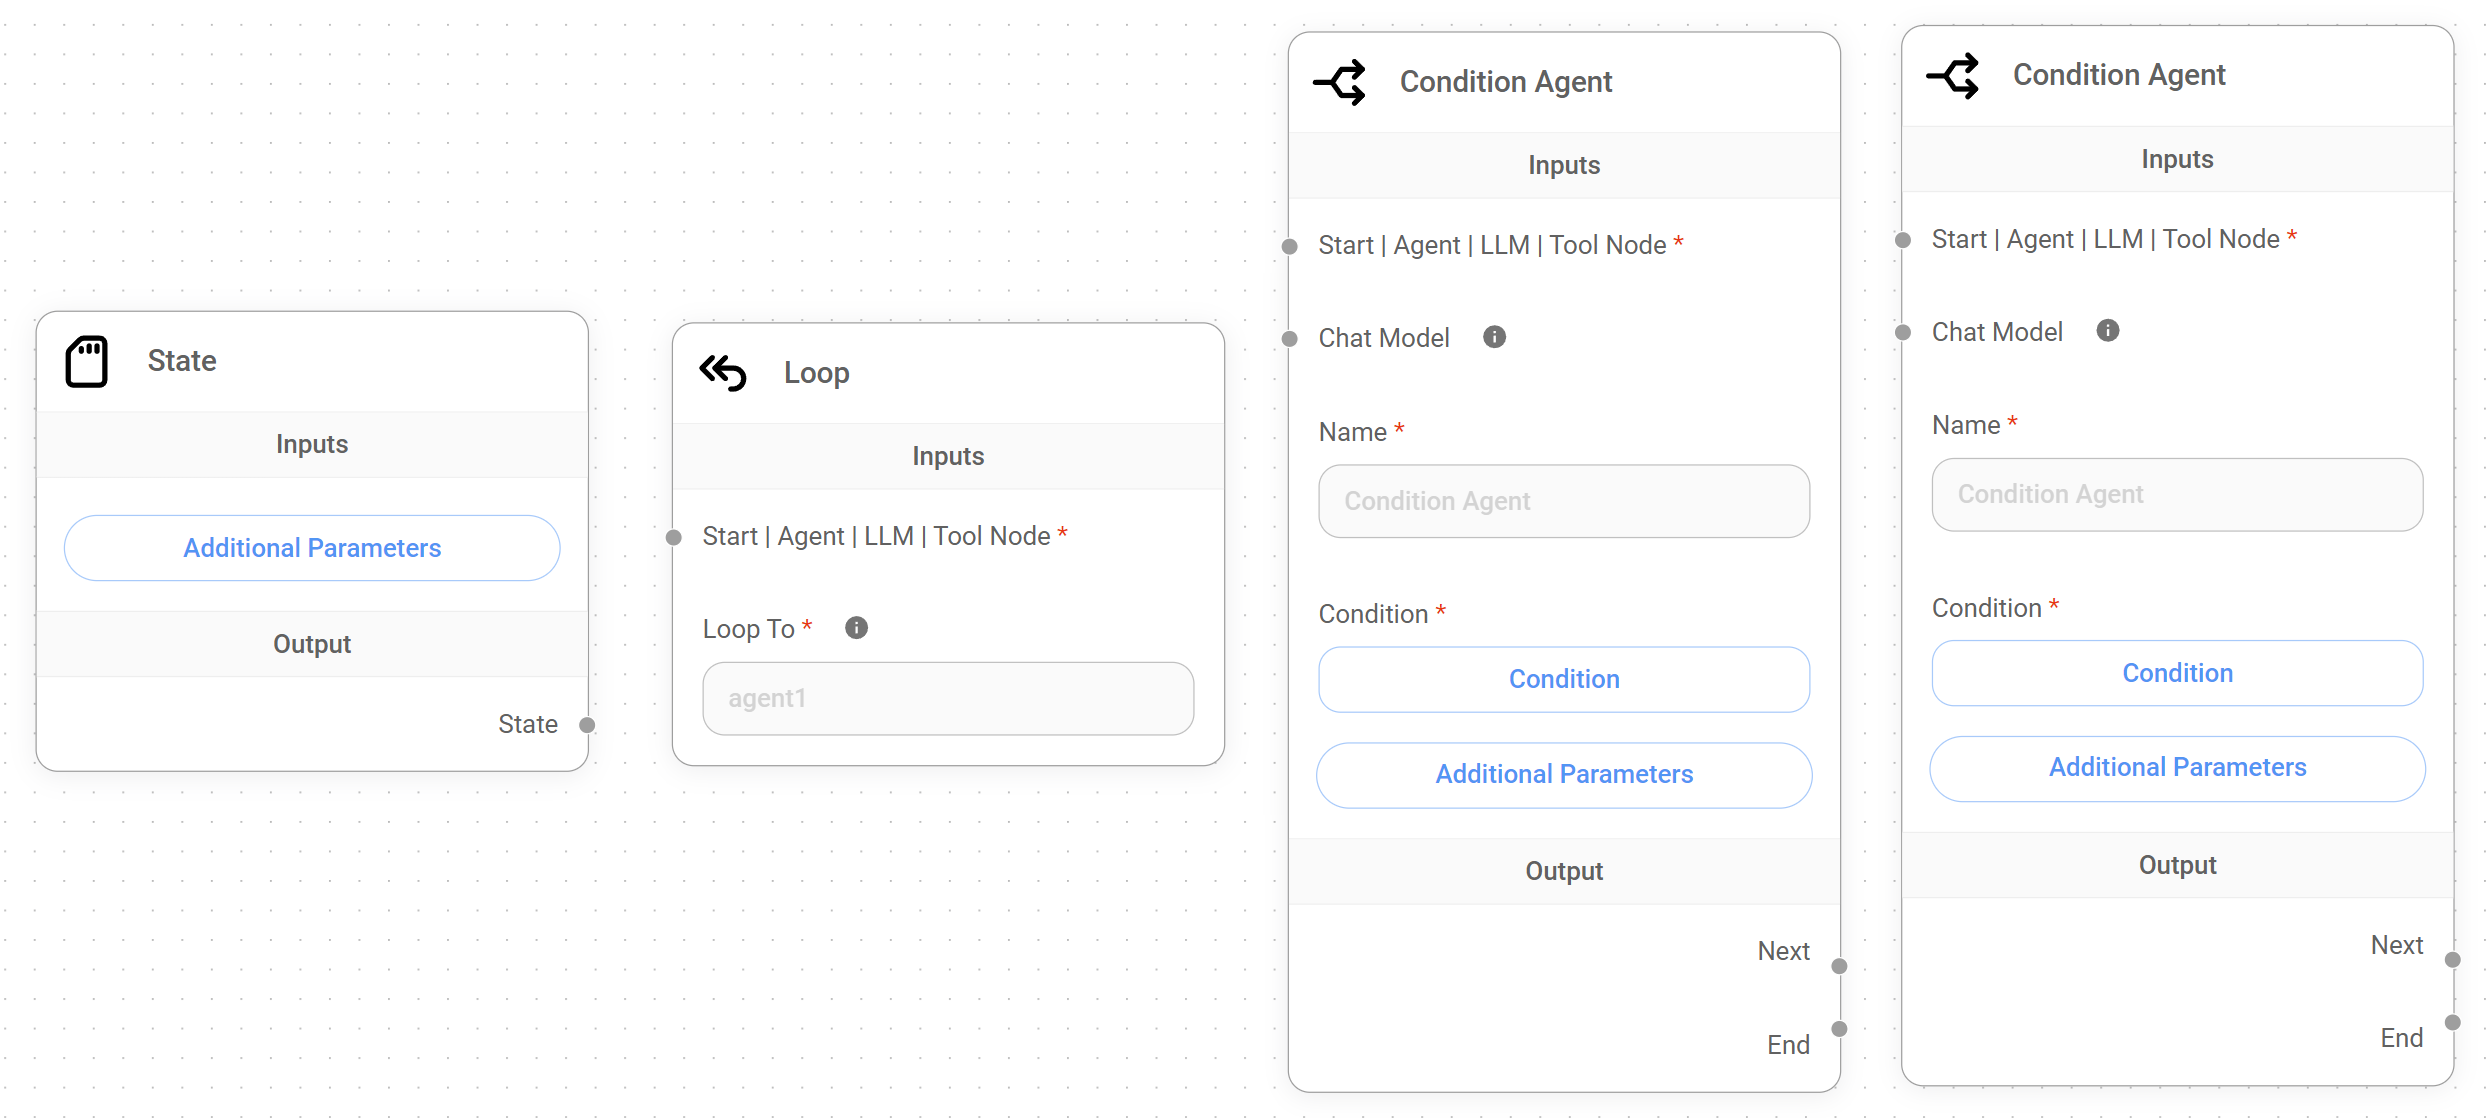 State
Inputs
Additional Parameters
Output
State
Loop
Inputs
Start | Agent | LLM | Tool Node *
Loop To *
agent1
Condition Agent
Inputs
Start | Agent | LLM | Tool Node *
Chat Model
Name *
Condition Agent
Condition *
Condition
Additional Parameters
Output
Next
End
Condition Agent
Inputs
Start | Agent | LLM | Tool Node *
Chat Model
Name *
Condition Agent
Condition *
Condition
Additional Parameters
Output
Next
End